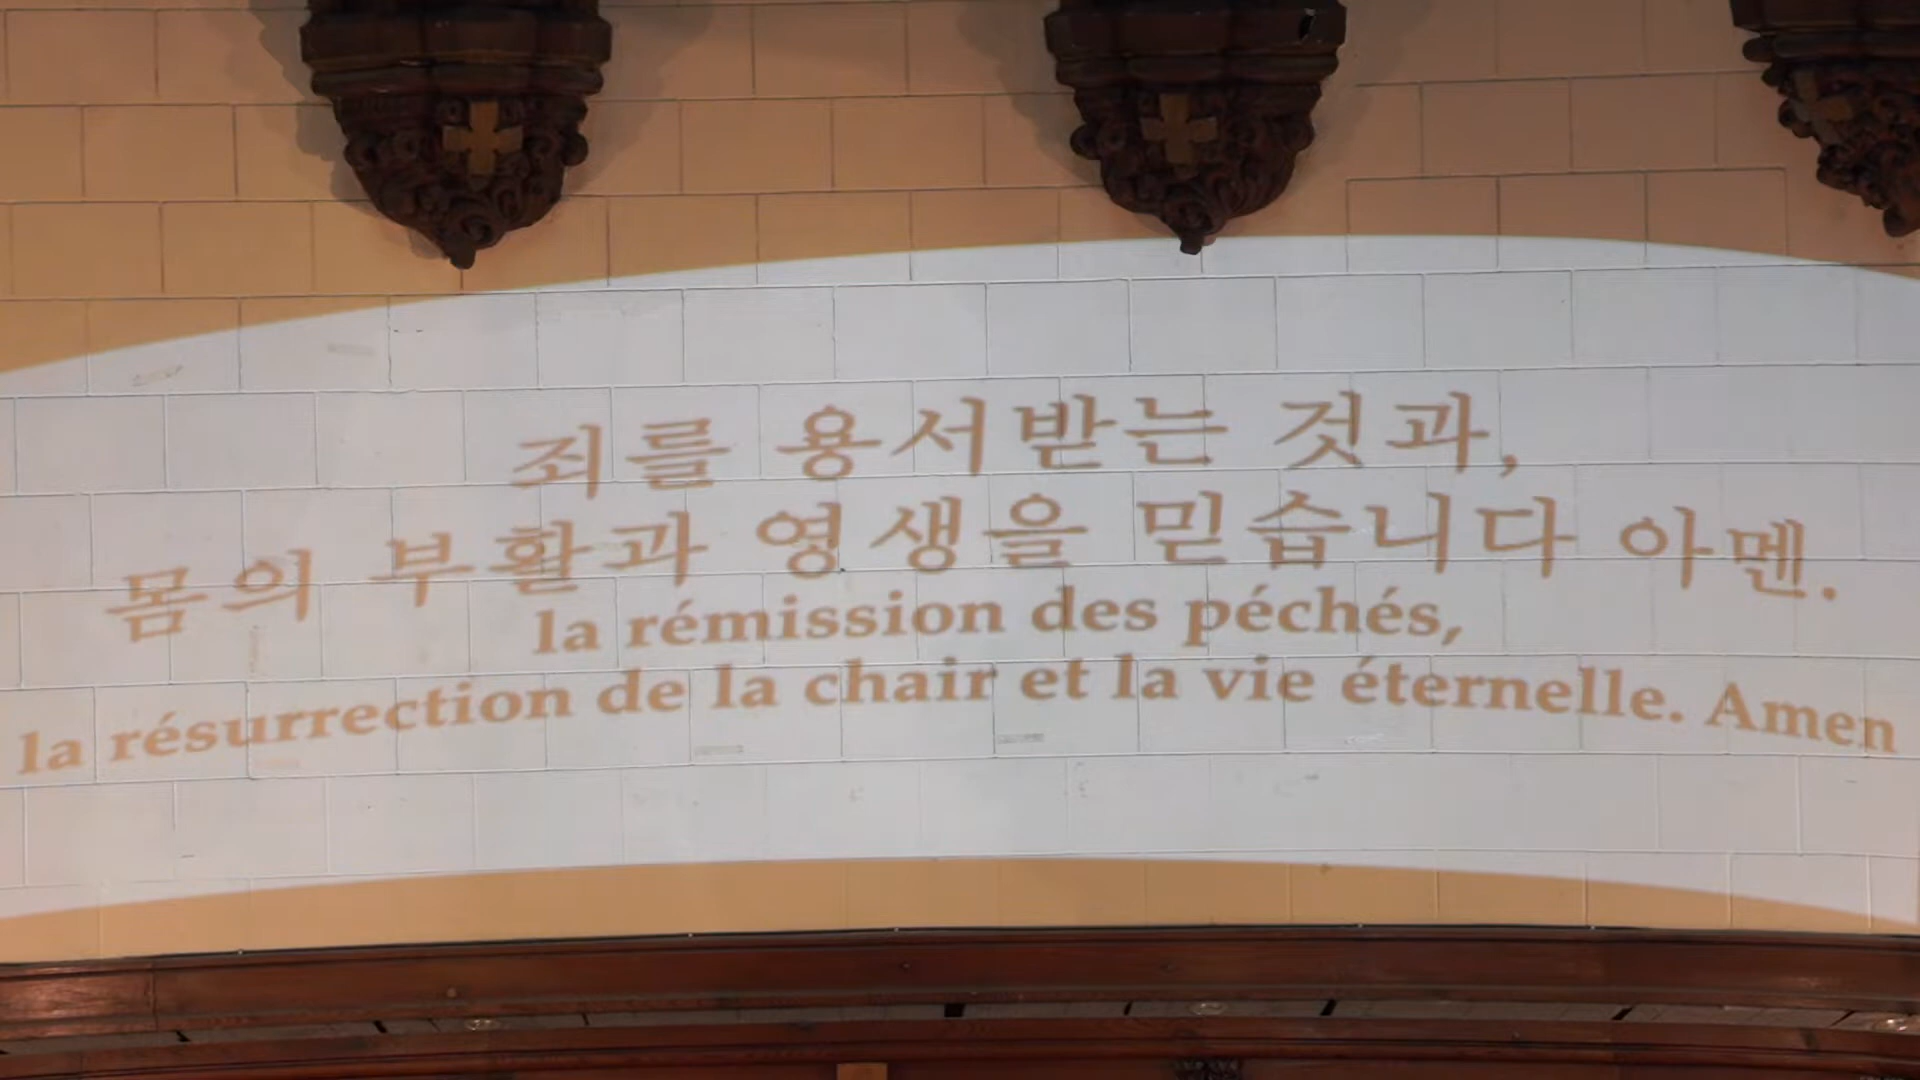 죄를 용서받는 것과,
몸의 부활과 영생을 믿습니다 아멘.
la rémission des péchés,
la résurrection de la chair et la vie éternelle. Amen